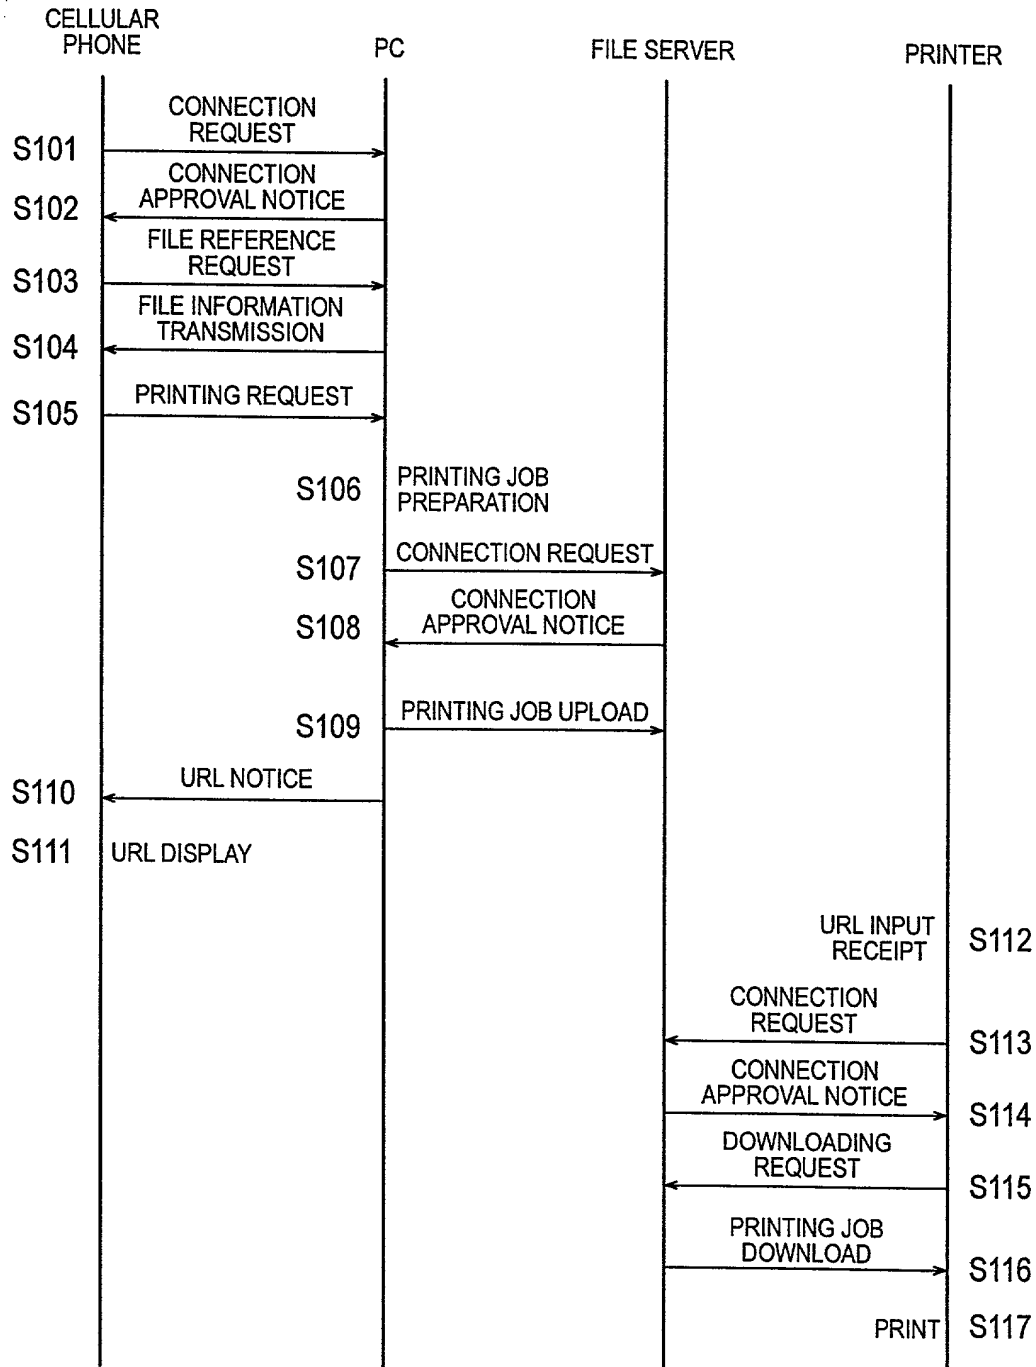 CELLULAR
PHONE
PC
FILE SERVER
PRINTER
CONNECTION
REQUEST
S101
CONNECTION
APPROVAL NOTICE
S102
FILE REFERENCE
REQUEST
S103
FILE INFORMATION
TRANSMISSION
S104
PRINTING REQUEST
S105
S106
PRINTING JOB
PREPARATION
CONNECTION REQUEST
S107
CONNECTION
APPROVAL NOTICE
S108
PRINTING JOB UPLOAD
S109
URL NOTICE
S110
S111
URL DISPLAY
URL INPUT
RECEIPT
S112
CONNECTION
REQUEST
S113
CONNECTION
APPROVAL NOTICE
S114
DOWNLOADING
REQUEST
S115
PRINTING JOB
DOWNLOAD
S116
PRINT
S117